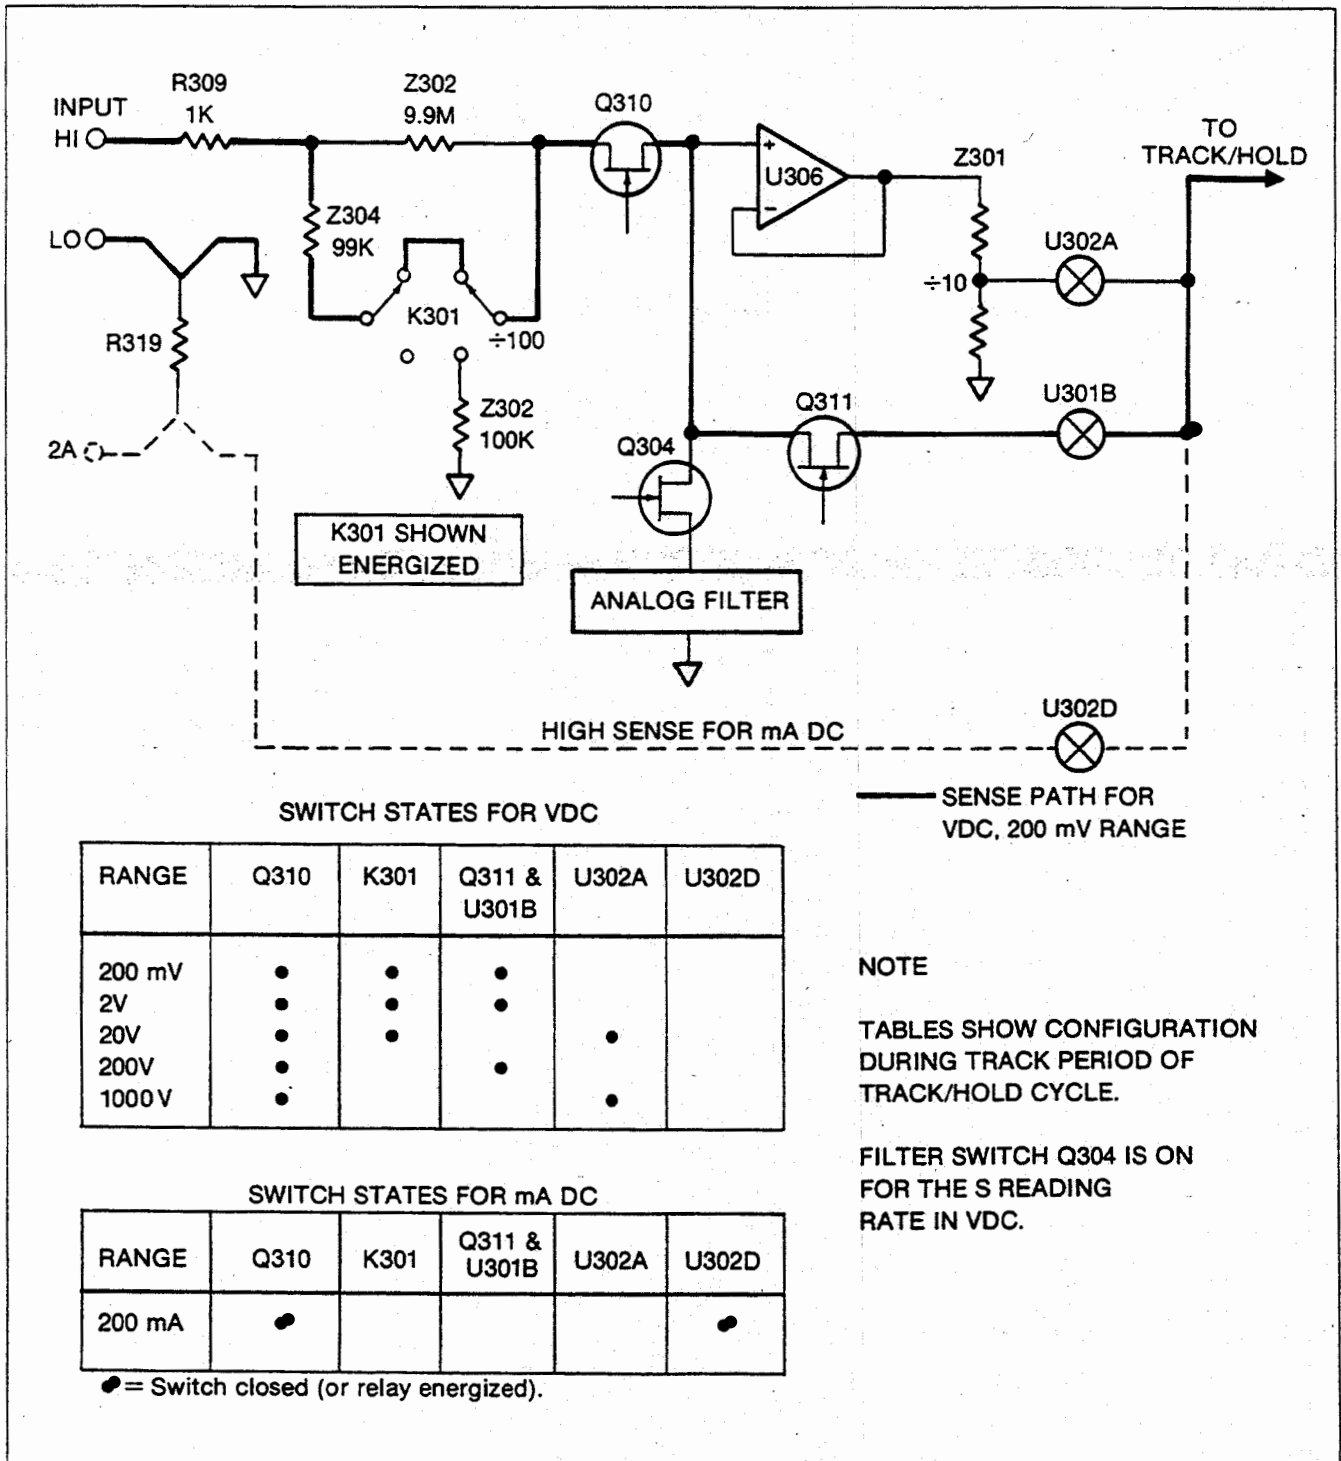 R309
1K
Z302
9.9M
Q310
INPUT
HI
TO
TRACK/HOLD
Z301
+
U306
−
Z304
99K
LO
U302A
÷10
K301
÷100
R319
U301B
Q311
Z302
100K
Q304
2A
K301 SHOWN
ENERGIZED
ANALOG FILTER
U302D
HIGH SENSE FOR mA DC
SENSE PATH FOR
VDC, 200 mV RANGE
SWITCH STATES FOR VDC
RANGE Q310 K301 Q311 & U302A U302D
U301B
200 mV ● ● ●
2V ● ● ●
20V ● ● ●
200V ● ●
1000V ● ●
NOTE
TABLES SHOW CONFIGURATION
DURING TRACK PERIOD OF
TRACK/HOLD CYCLE.
FILTER SWITCH Q304 IS ON
FOR THE S READING
RATE IN VDC.
SWITCH STATES FOR mA DC
RANGE Q310 K301 Q311 & U302A U302D
U301B
200 mA ● ●
● = Switch closed (or relay energized).